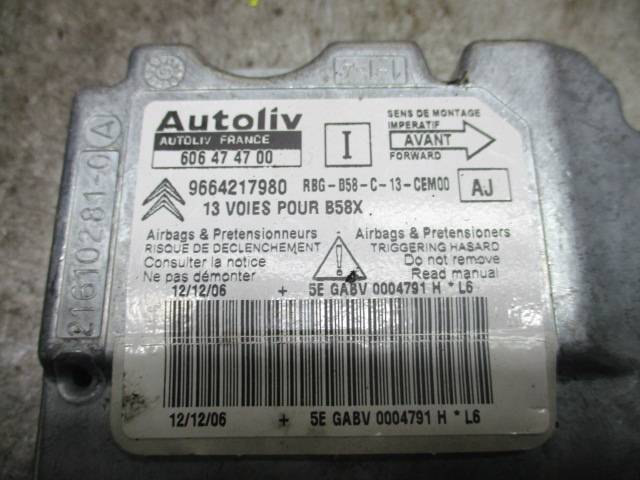 Autoliv
AUTOLIV FRANCE
606 47 47 00
I
SENS DE MONTAGE
IMPERATIF
AVANT
FORWARD
9664217980 RBG-B58-C-13-CEM00 AJ
13 VOIES POUR B58X
Airbags & Pretensionneurs
RISQUE DE DECLENCHEMENT
Consulter la notice
Ne pas démonter
Airbags & Pretensioners
TRIGGERING HASARD
Do not remove
Read manual
12/12/06 + 5E GABV 0004791 H * L6
12/12/06 + 5E GABV 0004791 H * L6
21610281-0 A